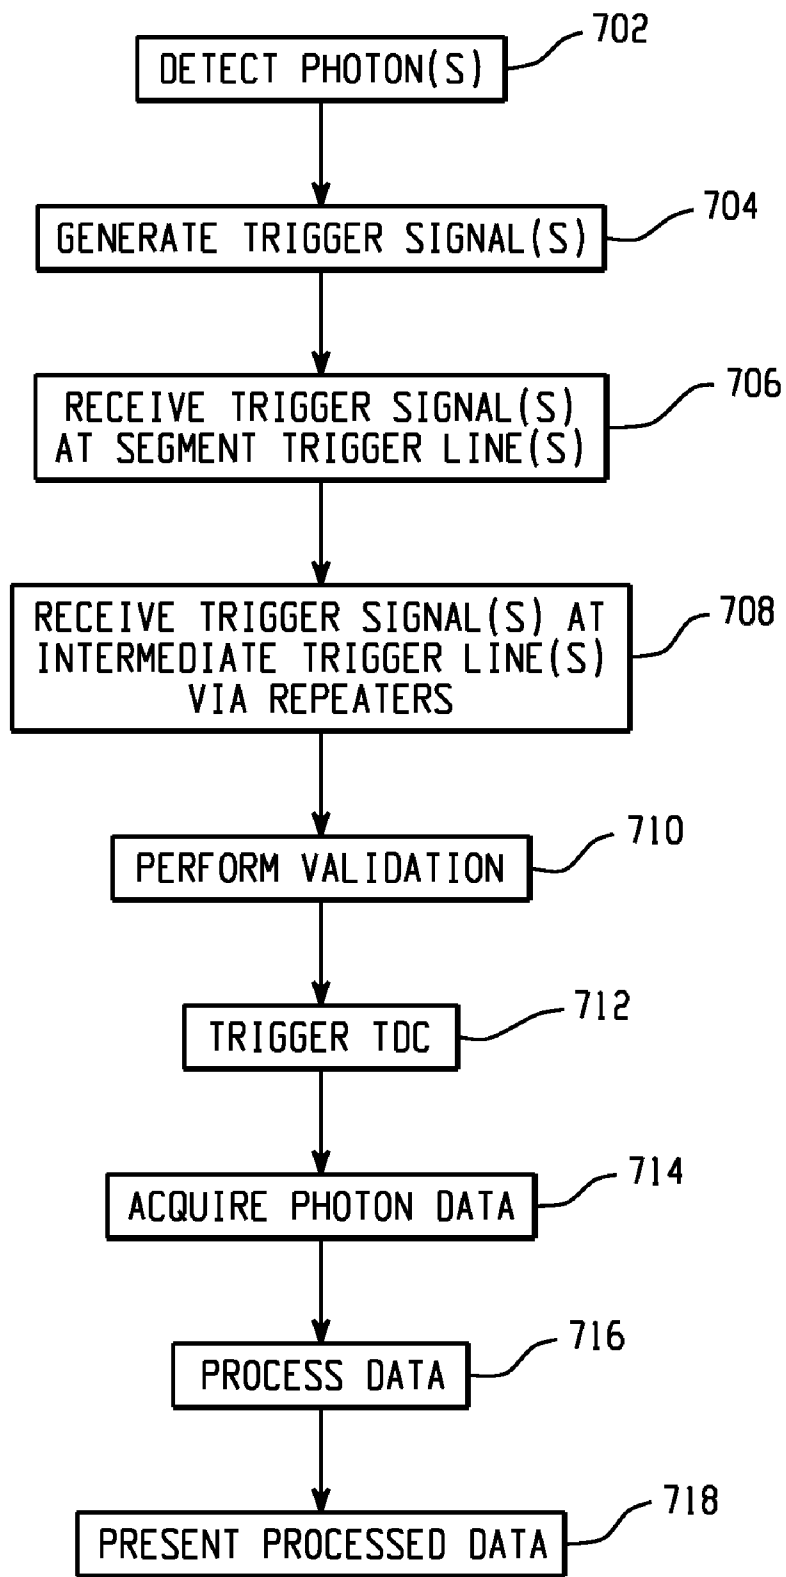 702
DETECT PHOTON(S)
704
GENERATE TRIGGER SIGNAL(S)
706
RECEIVE TRIGGER SIGNAL(S)
AT SEGMENT TRIGGER LINE(S)
708
RECEIVE TRIGGER SIGNAL(S) AT
INTERMEDIATE TRIGGER LINE(S)
VIA REPEATERS
710
PERFORM VALIDATION
712
TRIGGER TDC
714
ACQUIRE PHOTON DATA
716
PROCESS DATA
718
PRESENT PROCESSED DATA